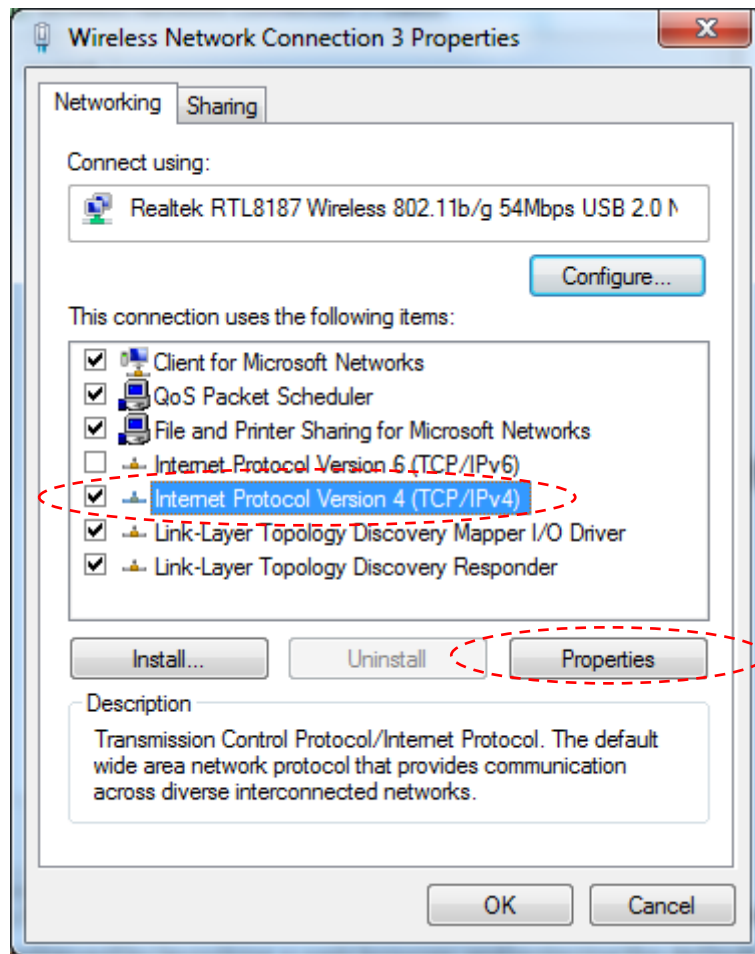 Wireless Network Connection 3 Properties
Networking
Sharing
Connect using:
Realtek RTL8187 Wireless 802.11b/g 54Mbps USB 2.0
Configure...
This connection uses the following items:
Client for Microsoft Networks
QoS Packet Scheduler
File and Printer Sharing for Microsoft Networks
Internet Protocol Version 6 (TCP/IPv6)
Internet Protocol Version 4 (TCP/IPv4)
Link-Layer Topology Discovery Mapper I/O Driver
Link-Layer Topology Discovery Responder
Install...
Uninstall
Properties
Description
Transmission Control Protocol/Internet Protocol. The default
wide area network protocol that provides communication
across diverse interconnected networks.
OK
Cancel